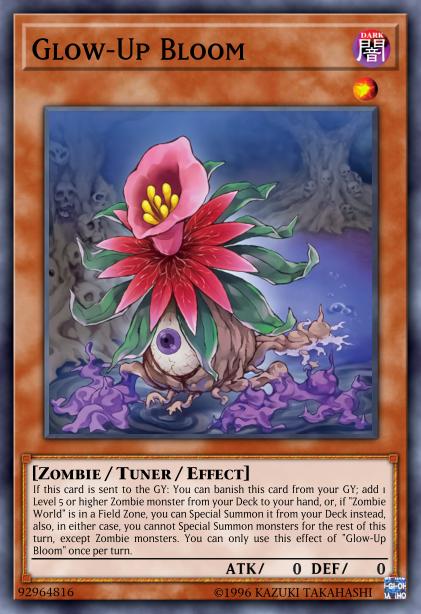 GLOW-UP BLOOM
DARK
闇
[ZOMBIE / TUNER / EFFECT]
If this card is sent to the GY: You can banish this card from your GY; add 1
Level 5 or higher Zombie monster from your Deck to your hand, or, if "Zombie
World" is in a Field Zone, you can Special Summon it from your Deck instead,
also, in either case, you cannot Special Summon monsters for the rest of this
turn, except Zombie monsters. You can only use this effect of "Glow-Up
Bloom" once per turn.
ATK/ 0 DEF/ 0
92964816 ©1996 KAZUKI TAKAHASHI